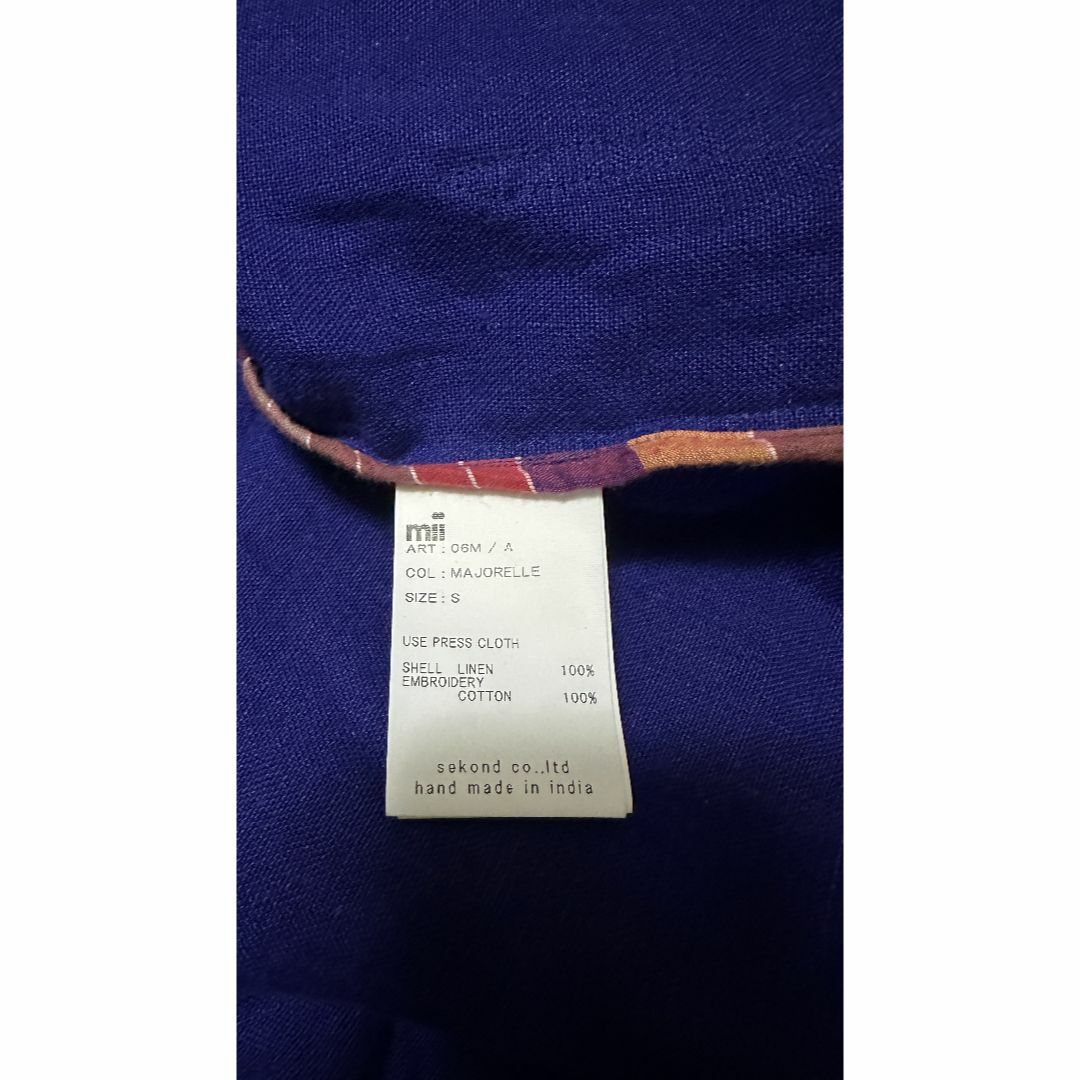 mii
ART : 06M / A
COL : MAJORELLE
SIZE : S
USE PRESS CLOTH
SHELL LINEN 100%
EMBROIDERY
COTTON 100%
sekond co.,ltd
hand made in india